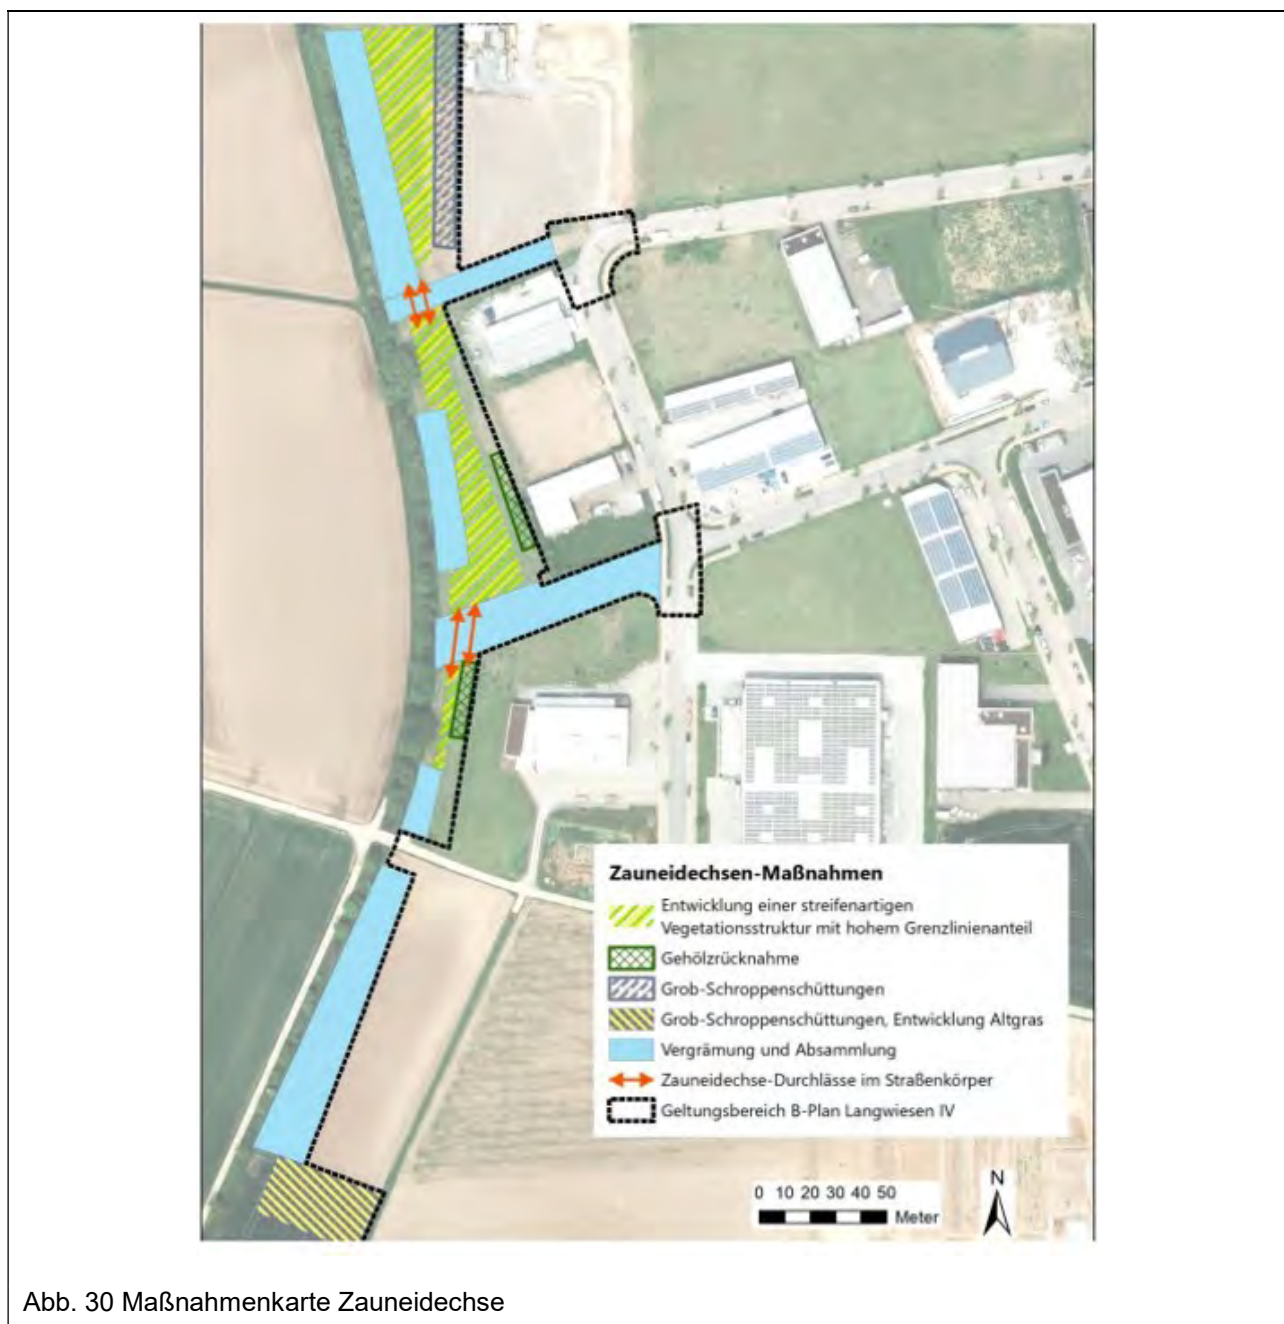 Zauneidechsen-Maßnahmen
Entwicklung einer streifenartigen
Vegetationsstruktur mit hohem Grenzlinienanteil
Gehölzrücknahme
Grob-Schroppenschüttungen
Grob-Schroppenschüttungen, Entwicklung Altgras
Vergrämung und Absammlung
Zauneidechse-Durchlässe im Straßenkörper
Geltungsbereich B-Plan Langwiesen IV
0 10 20 30 40 50
Meter
N
Abb. 30 Maßnahmenkarte Zauneidechse